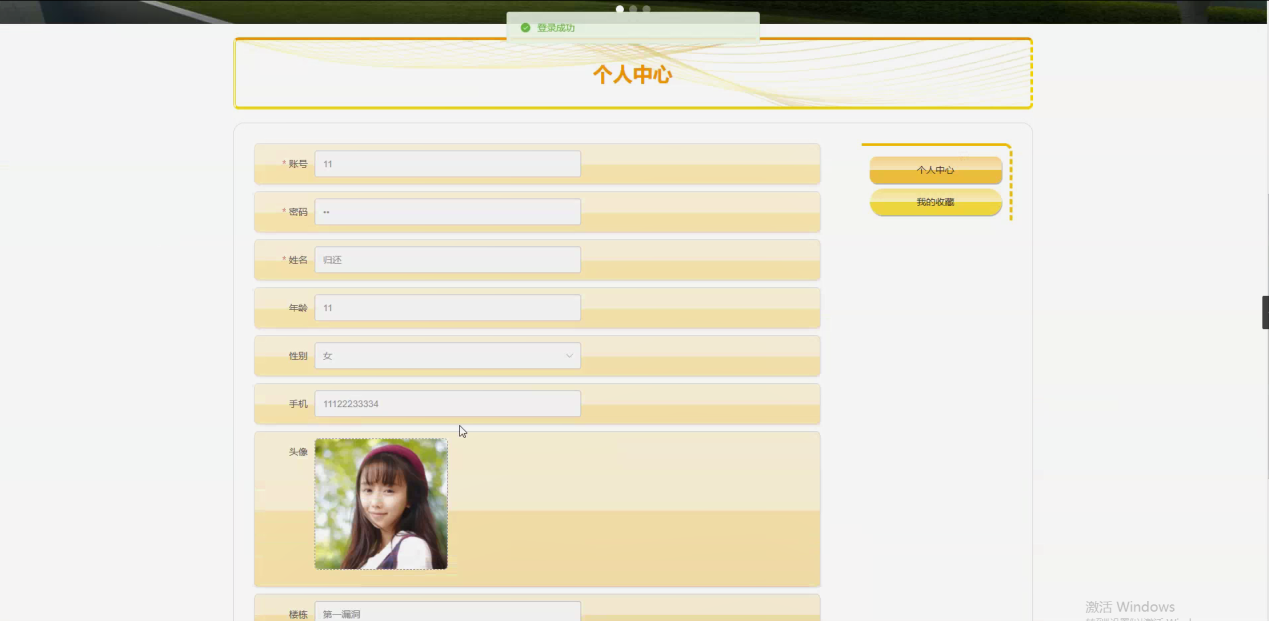 登录成功
个人中心
* 账号 11
* 密码 ••
* 姓名 归还
年龄 11
性别 女
手机 11122233334
头像
楼栋 第一漏洞
个人中心
我的收藏
激活 Windows